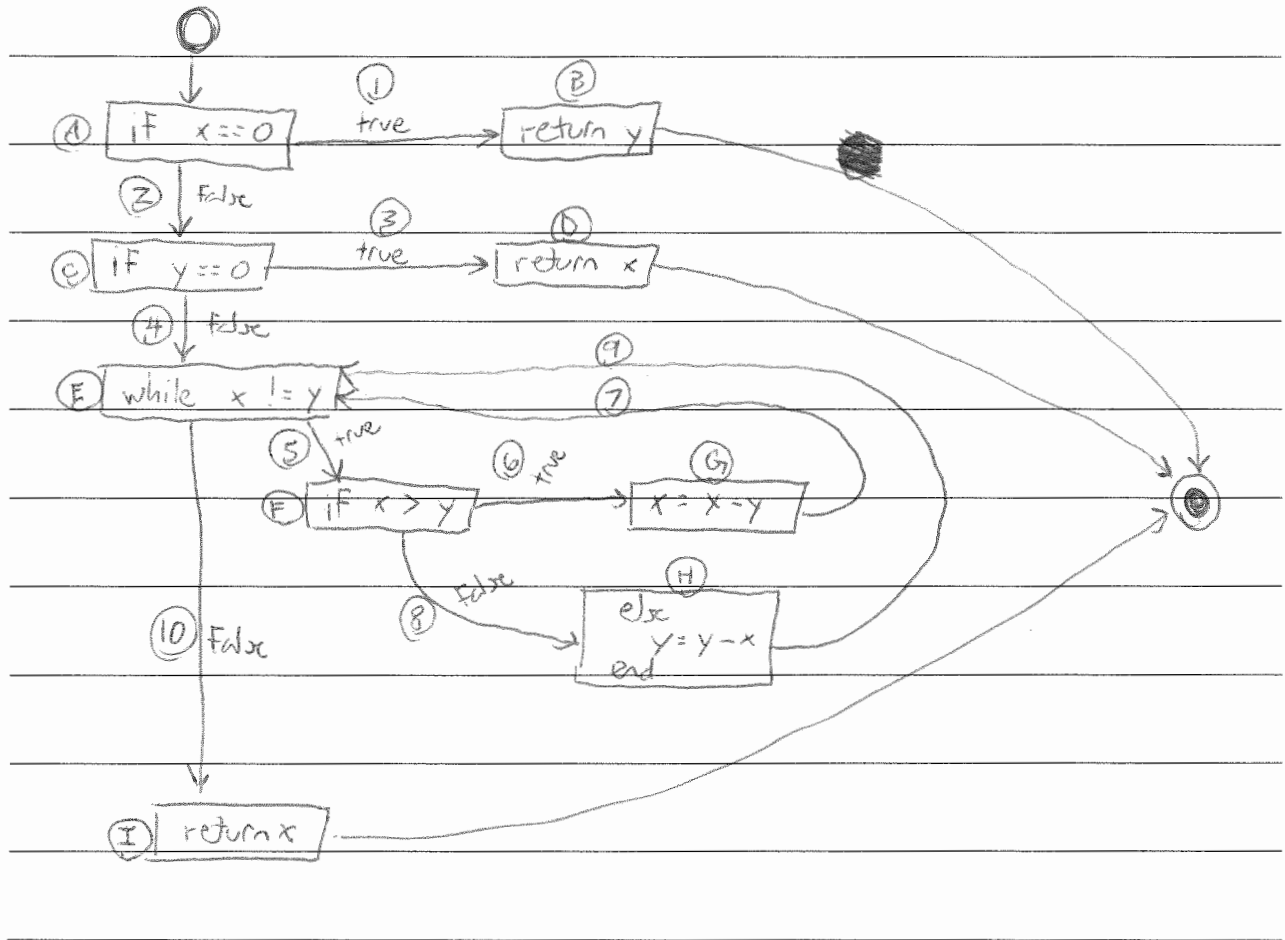 1 B
A if x == 0 true return y
2 False
3 D
C if y == 0 true return x
4 False
9
E while x != y 7
5 true 6 true G
F if x > y x = x - y
H
8 False else
10 False y = y - x
end
I return x